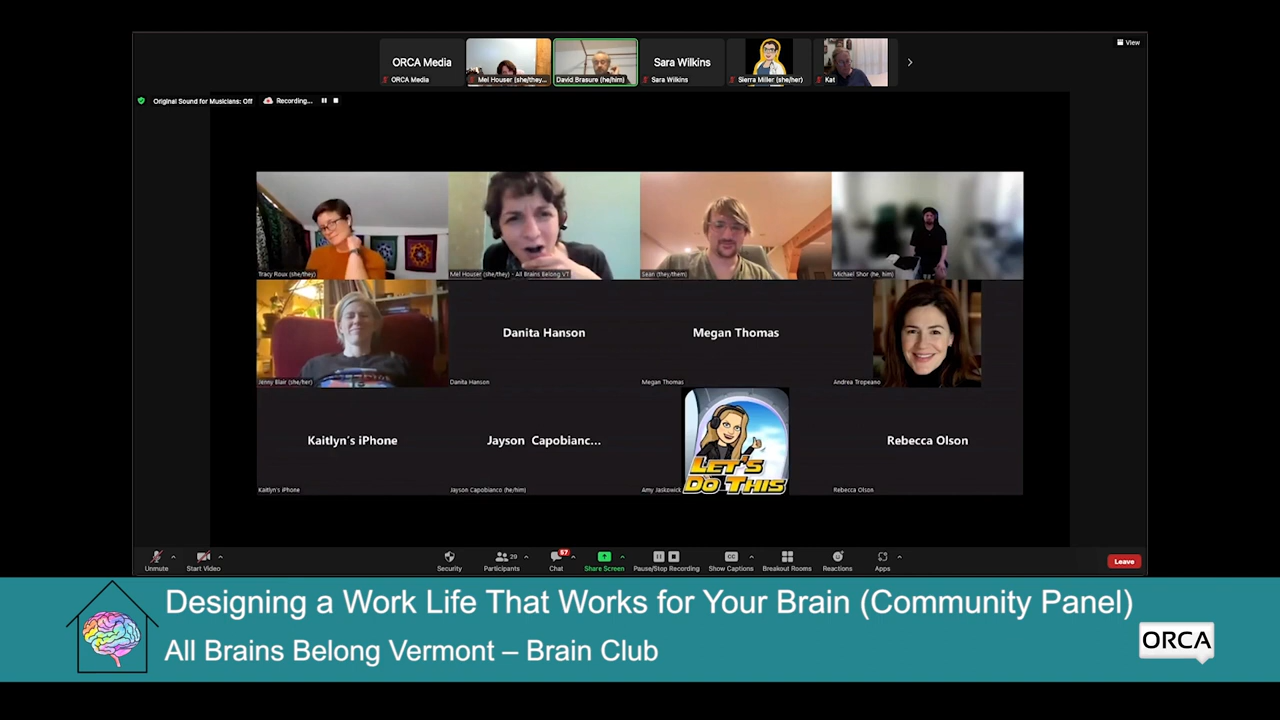 View
ORCA Media
ORCA Media
Mel Houser (she/they...
David Brasure (he/him)
Sara Wilkins
Sara Wilkins
Sierra Miller (she/her)
Kat
Original Sound for Musicians: Off
Recording...
Tracy Roux (she/they)
Mel Houser (she/they) - All Brains Belong VT
Sean (they/them)
Michael Shor (he, him)
Jenny Blair (she/her)
Danita Hanson
Danita Hanson
Megan Thomas
Megan Thomas
Andrea Tropeano
Kaitlyn's iPhone
Kaitlyn's iPhone
Jayson Capobianc...
Jayson Capobianco (he/him)
LET'S
DO THIS
Amy Jaskowick
Rebecca Olson
Rebecca Olson
Unmute
Start Video
Security
29
Participants
57
Chat
Share Screen
Pause/Stop Recording
CC
Show Captions
Breakout Rooms
Reactions
Apps
Leave
Designing a Work Life That Works for Your Brain (Community Panel)
All Brains Belong Vermont – Brain Club
ORCA